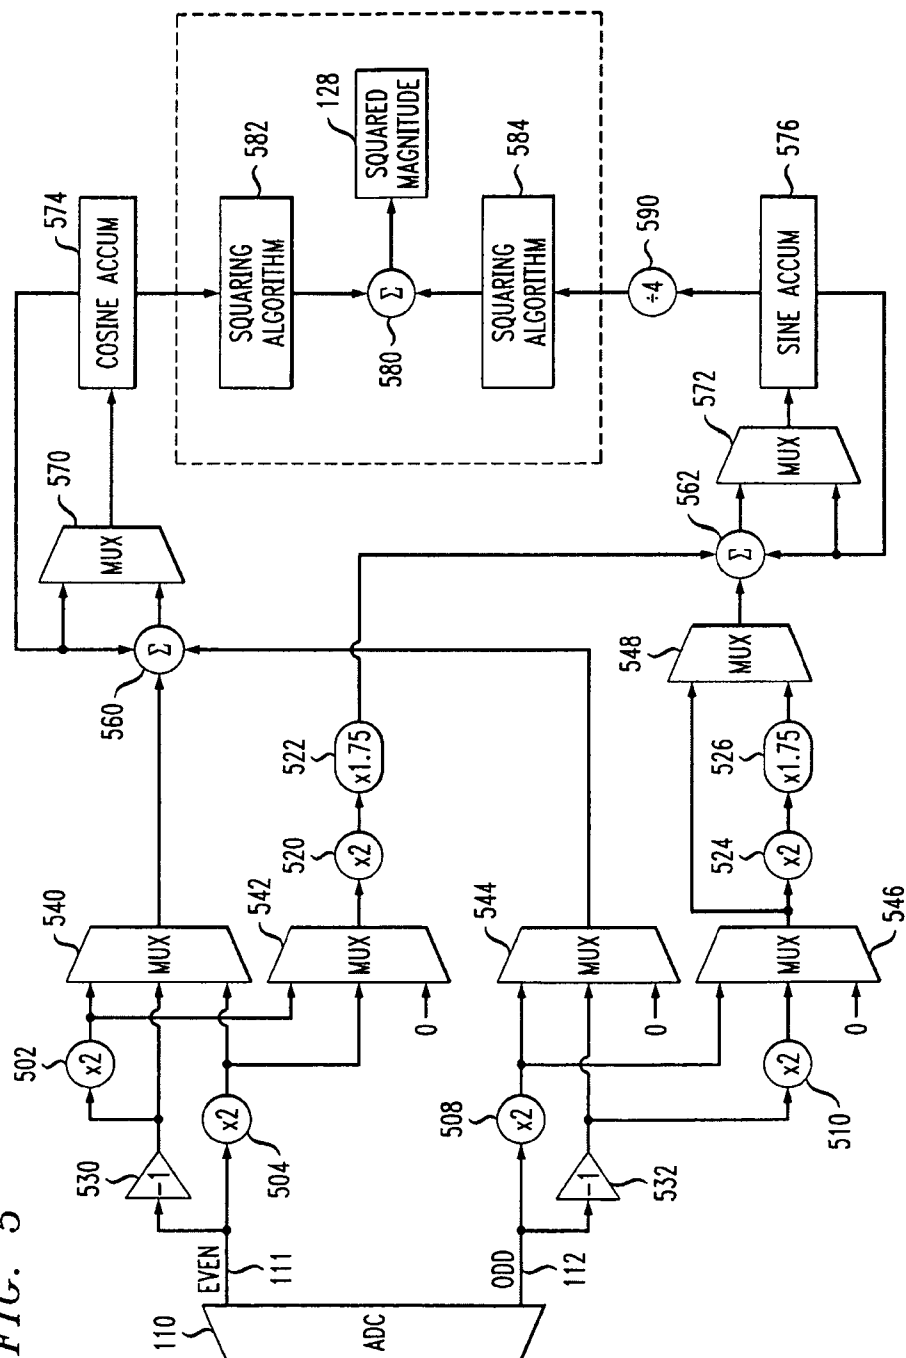 FIG. 5
502
540
570
574
530
x2
MUX
COSINE ACCUM
560
-1
MUX
Σ
110
EVEN
x2
SQUARING
ALGORITHM
582
111
504
542
520
522
128
ADC
MUX
x2
x1.75
580
Σ
SQUARED
MAGNITUDE
0
508
544
584
ODD
x2
SQUARING
ALGORITHM
112
-1
MUX
532
0
548
÷4
590
562
572
524
526
MUX
Σ
x2
MUX
x2
x1.75
MUX
SINE ACCUM
576
510
0
546